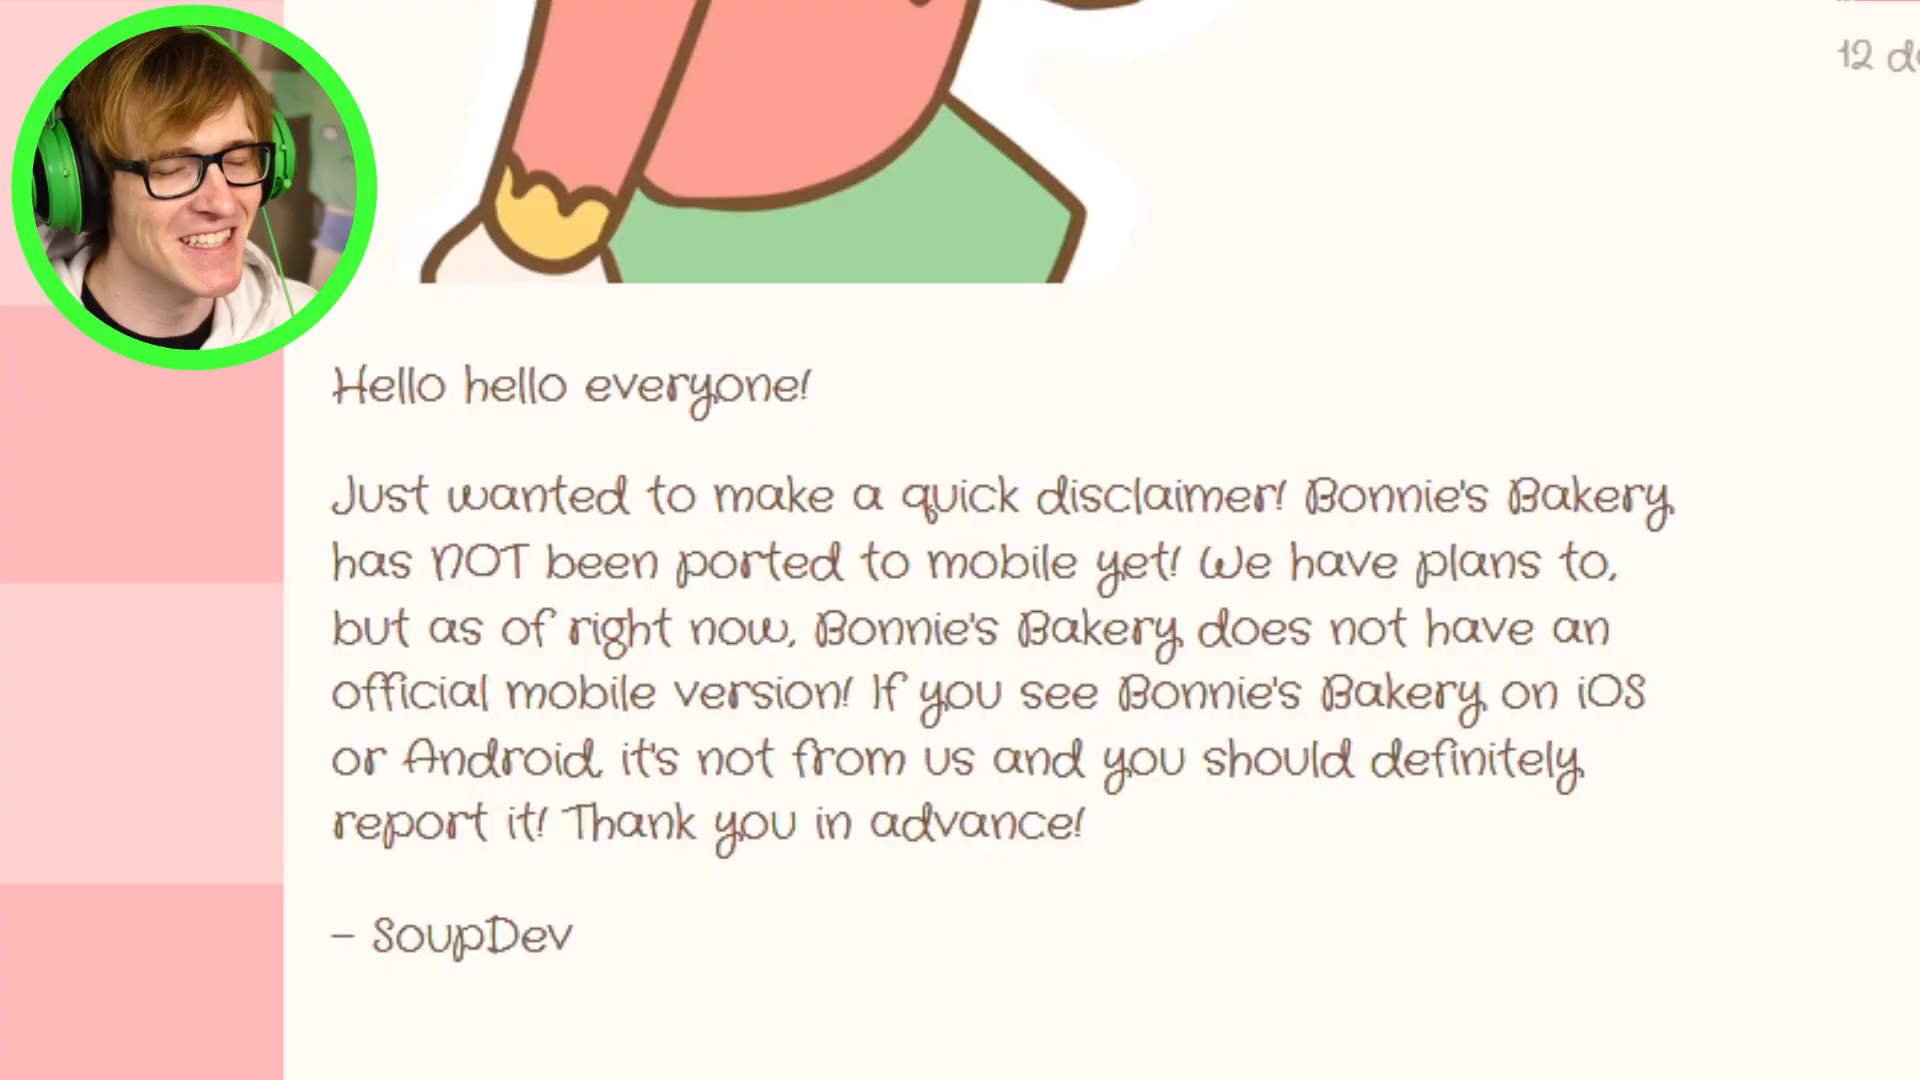 12 d
Hello hello everyone!
Just wanted to make a quick disclaimer! Bonnie's Bakery
has NOT been ported to mobile yet! We have plans to,
but as of right now, Bonnie's Bakery does not have an
official mobile version! If you see Bonnie's Bakery on iOS
or Android, it's not from us and you should definitely
report it! Thank you in advance!
- SoupDev